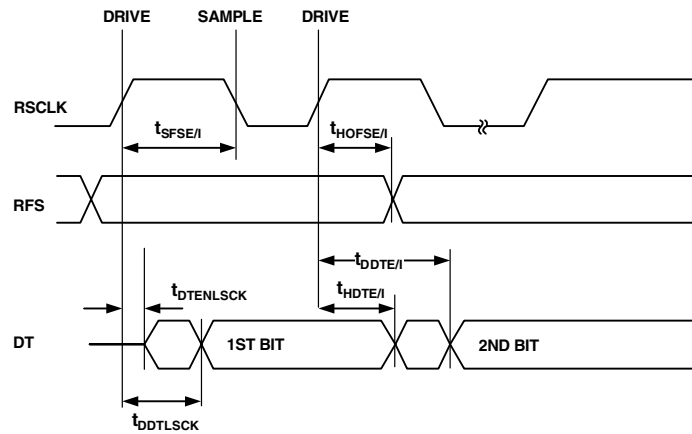 DRIVE SAMPLE DRIVE
RSCLK
tSFSE/I tHOFSE/I
RFS
tDDTE/I
tDTENLSCK tHDTE/I
DT 1ST BIT 2ND BIT
tDDTLSCK